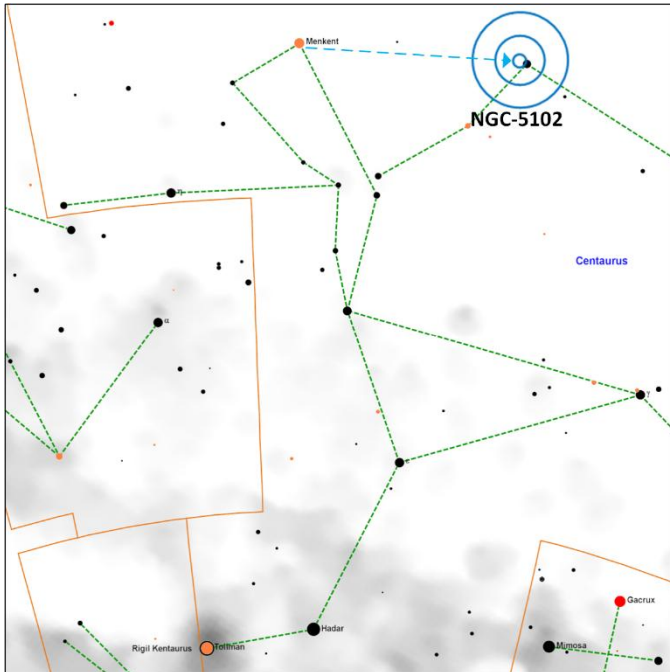 Menkent
NGC-5102
η
Centaurus
α
γ
ε
Gacrux
Hadar
Rigil Kentaurus
Toliman
Mimosa